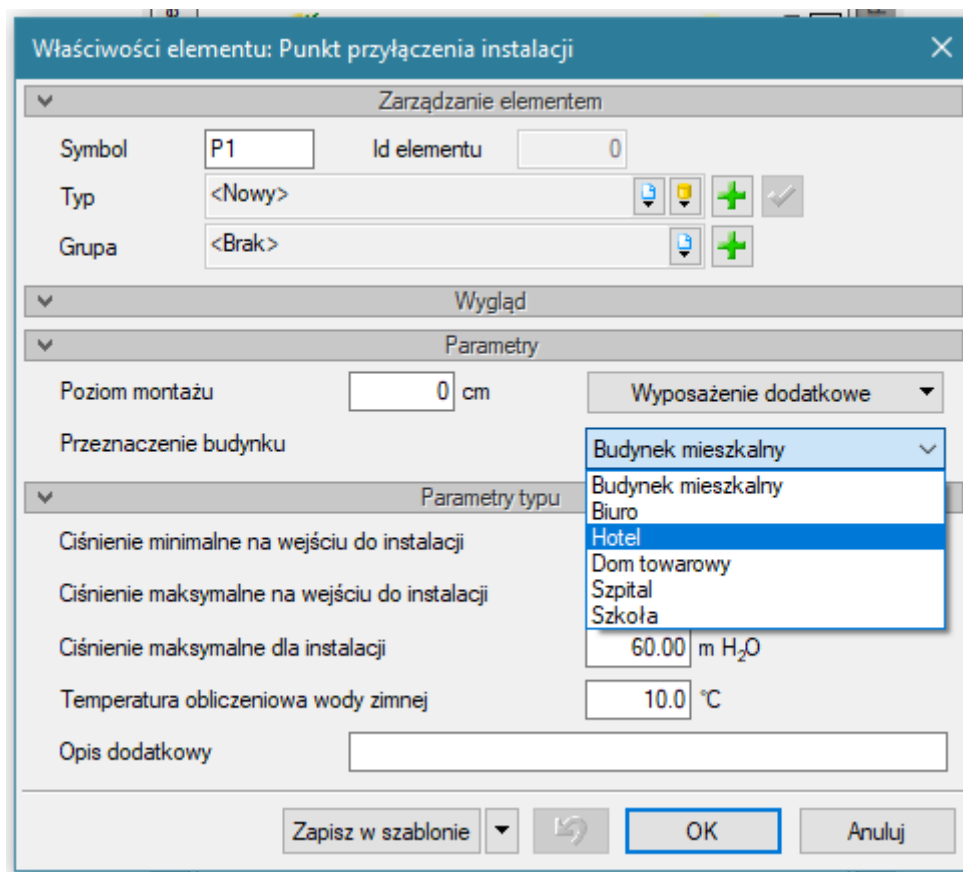 Właściwości elementu: Punkt przyłączenia instalacji
Zarządzanie elementem
Symbol P1 Id elementu 0
Typ <Nowy>
Grupa <Brak>
Wygląd
Parametry
Poziom montażu 0 cm Wyposażenie dodatkowe
Przeznaczenie budynku Budynek mieszkalny
Budynek mieszkalny
Parametry typu
Biuro
Ciśnienie minimalne na wejściu do instalacji Hotel
Dom towarowy
Ciśnienie maksymalne na wejściu do instalacji Szpital
Szkoła
Ciśnienie maksymalne dla instalacji 60.00 m H₂O
Temperatura obliczeniowa wody zimnej 10.0 °C
Opis dodatkowy
Zapisz w szablonie OK Anuluj